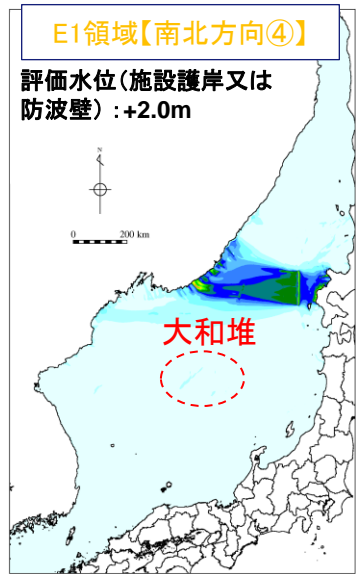 E1領域【南北方向④】
評価水位（施設護岸又は
防波壁）：+2.0m
N
0 200 km
大和堆